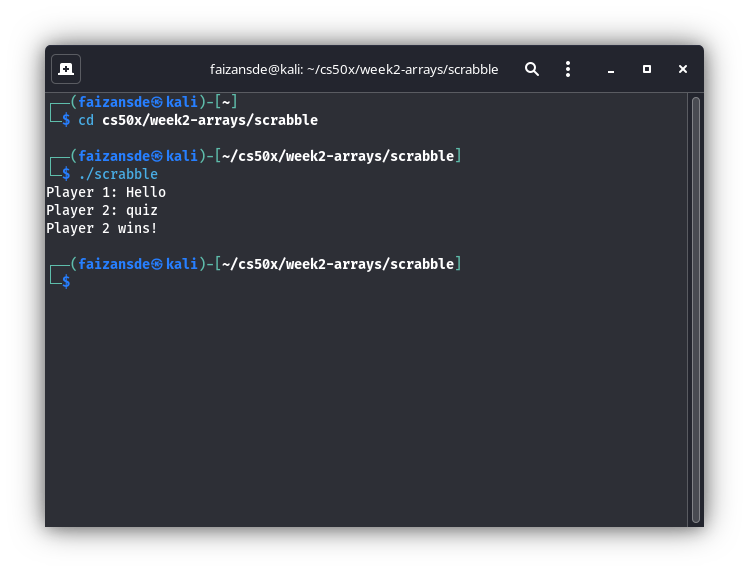 faizansde@kali: ~/cs50x/week2-arrays/scrabble
┌──(faizansde㉿kali)-[~]
└─$ cd cs50x/week2-arrays/scrabble
┌──(faizansde㉿kali)-[~/cs50x/week2-arrays/scrabble]
└─$ ./scrabble
Player 1: Hello
Player 2: quiz
Player 2 wins!
┌──(faizansde㉿kali)-[~/cs50x/week2-arrays/scrabble]
└─$